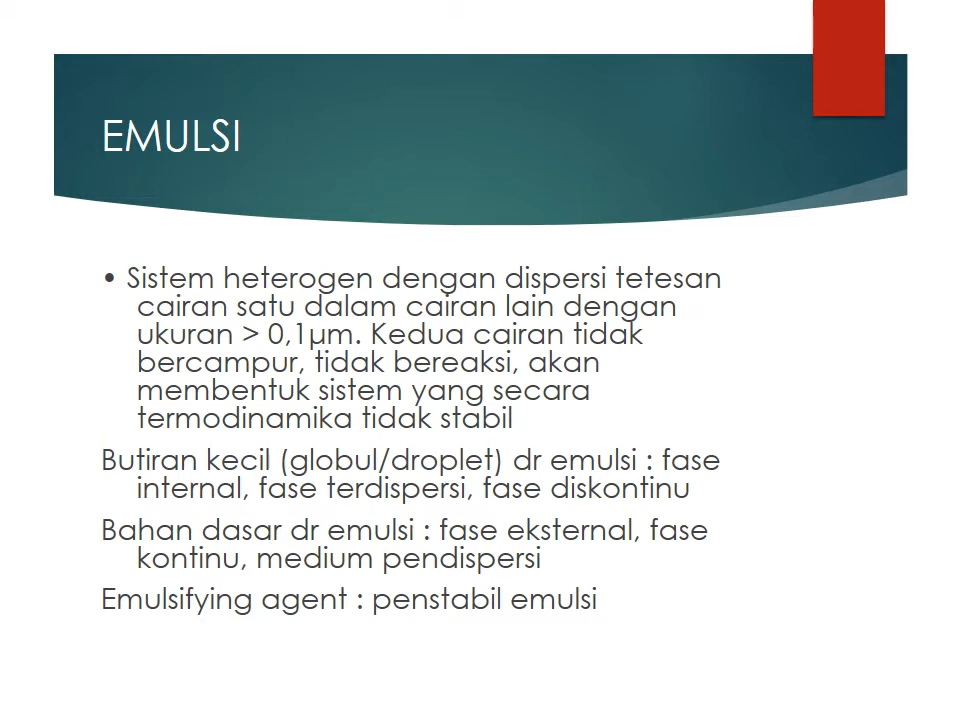 EMULSI
• Sistem heterogen dengan dispersi tetesan
cairan satu dalam cairan lain dengan
ukuran > 0,1µm. Kedua cairan tidak
bercampur, tidak bereaksi, akan
membentuk sistem yang secara
termodinamika tidak stabil
Butiran kecil (globul/droplet) dr emulsi : fase
internal, fase terdispersi, fase diskontinu
Bahan dasar dr emulsi : fase eksternal, fase
kontinu, medium pendispersi
Emulsifying agent : penstabil emulsi